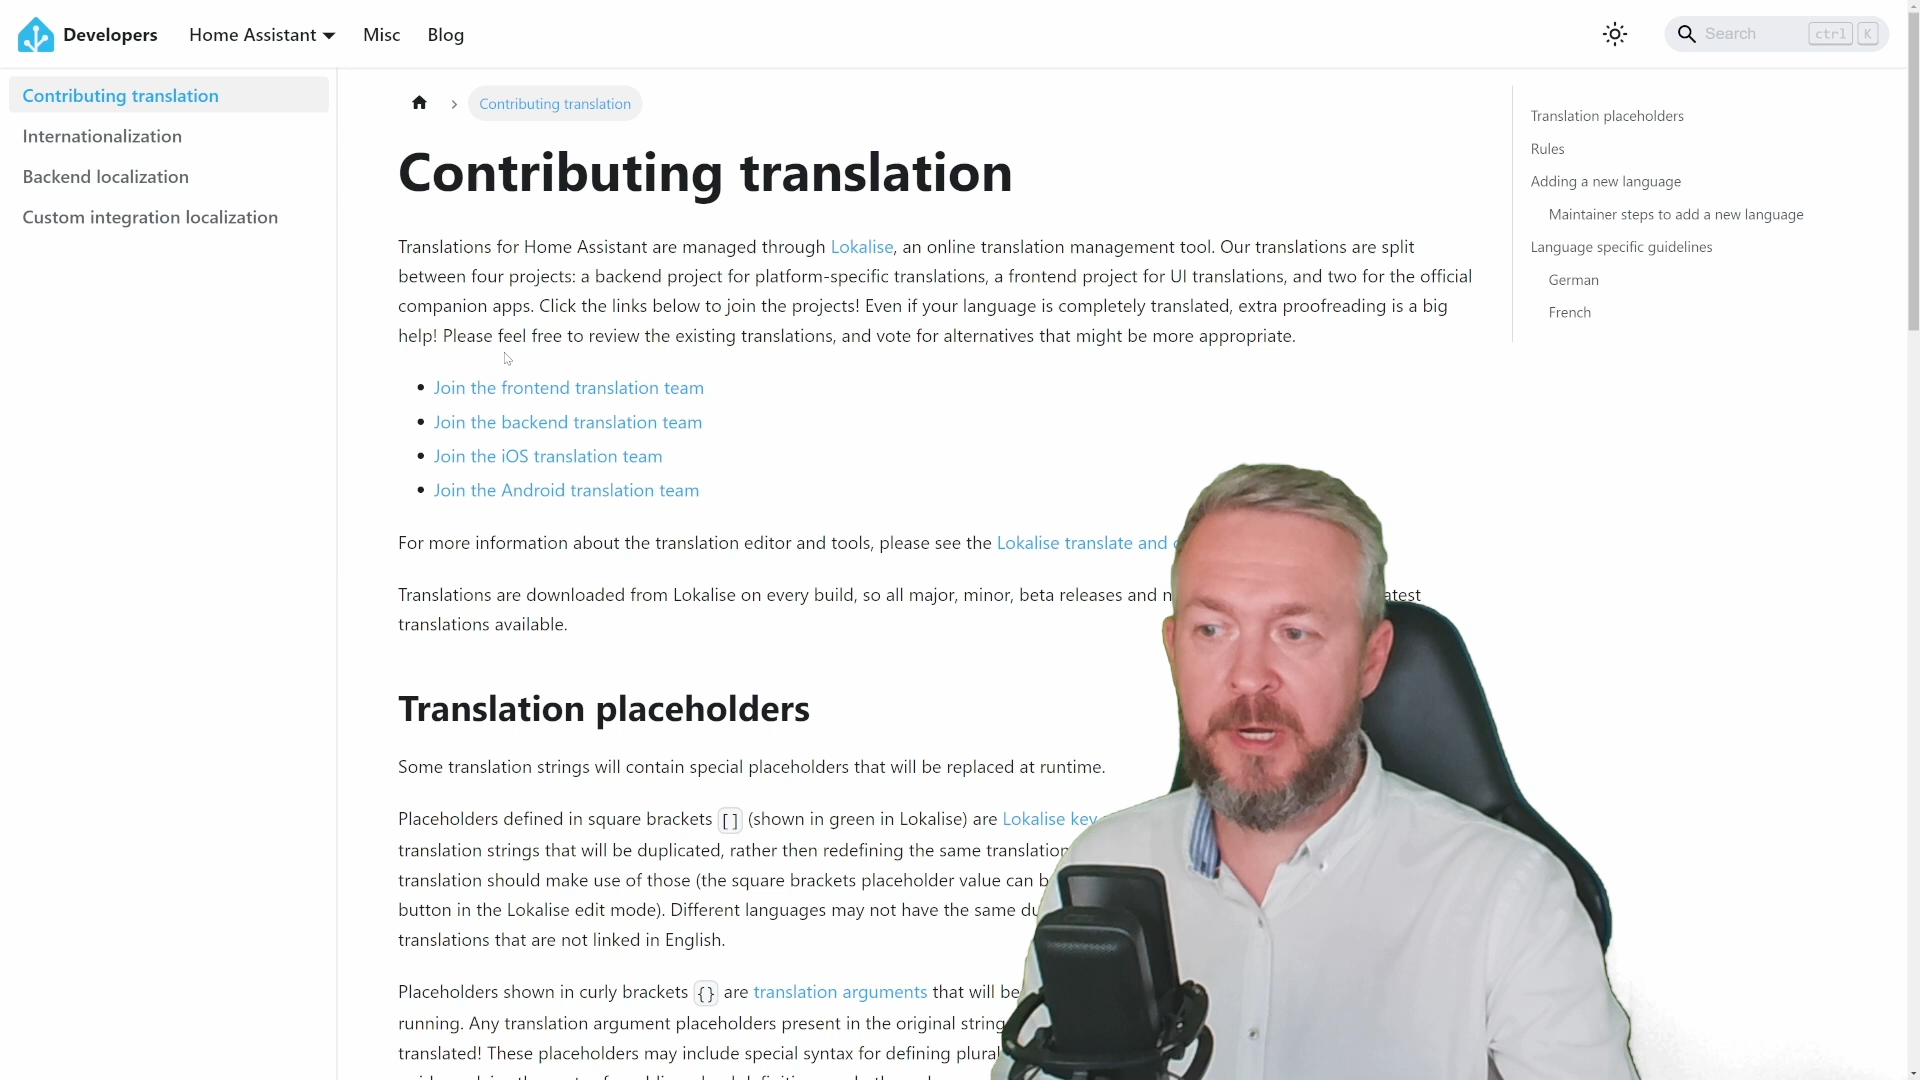 Developers Home Assistant Misc Blog Search ctrl K
Contributing translation
Internationalization
Backend localization
Custom integration localization
Contributing translation
Contributing translation
Translations for Home Assistant are managed through Lokalise, an online translation management tool. Our translations are split
between four projects: a backend project for platform-specific translations, a frontend project for UI translations, and two for the official
companion apps. Click the links below to join the projects! Even if your language is completely translated, extra proofreading is a big
help! Please feel free to review the existing translations, and vote for alternatives that might be more appropriate.
Join the frontend translation team
Join the backend translation team
Join the iOS translation team
Join the Android translation team
For more information about the translation editor and tools, please see the Lokalise translate and
Translations are downloaded from Lokalise on every build, so all major, minor, beta releases and
translations available.
Translation placeholders
Some translation strings will contain special placeholders that will be replaced at runtime.
Placeholders defined in square brackets [] (shown in green in Lokalise) are Lokalise key
translation strings that will be duplicated, rather then redefining the same translation
translation should make use of those (the square brackets placeholder value can
button in the Lokalise edit mode). Different languages may not have the same
translations that are not linked in English.
Placeholders shown in curly brackets {} are translation arguments that will be
running. Any translation argument placeholders present in the original string
translated! These placeholders may include special syntax for defining plural
Translation placeholders
Rules
Adding a new language
Maintainer steps to add a new language
Language specific guidelines
German
French